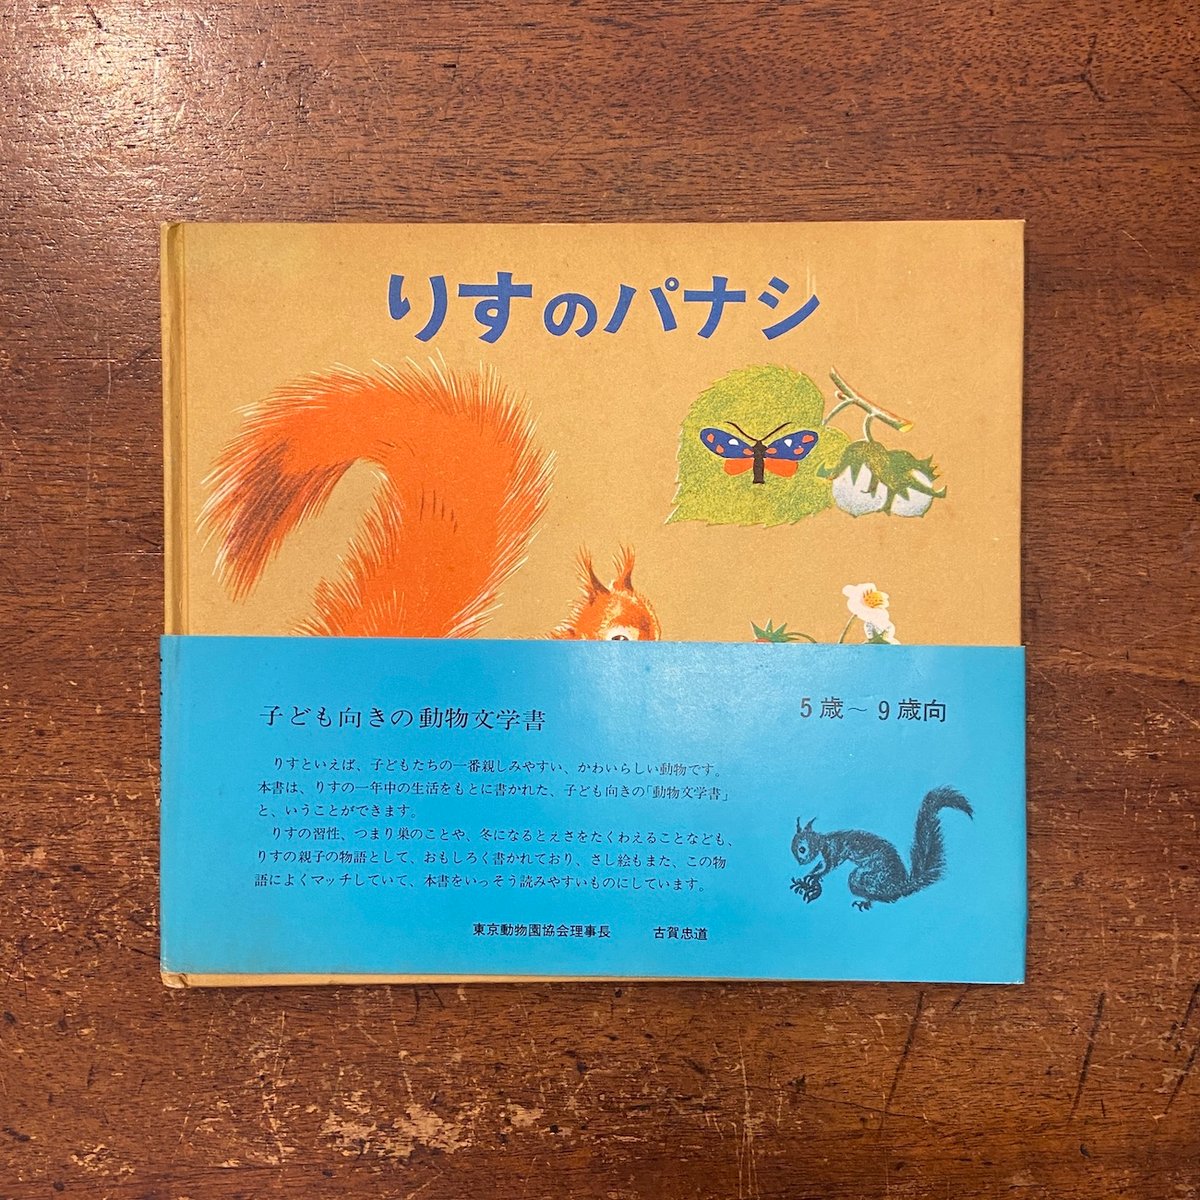 りすのパナシ
子ども向きの動物文学書
5歳～9歳向
りすといえば、子どもたちの一番親しみやすい、かわいらしい動物です。
本書は、りすの一年中の生活をもとに書かれた、子ども向きの「動物文学書」
と、いうことができます。
りすの習性、つまり巣のことや、冬になるとえさをたくわえることなども、
りすの親子の物語として、おもしろく書かれており、さし絵もまた、この物
語によくマッチしていて、本書をいっそう読みやすいものにしています。
東京動物園協会理事長　古賀忠道